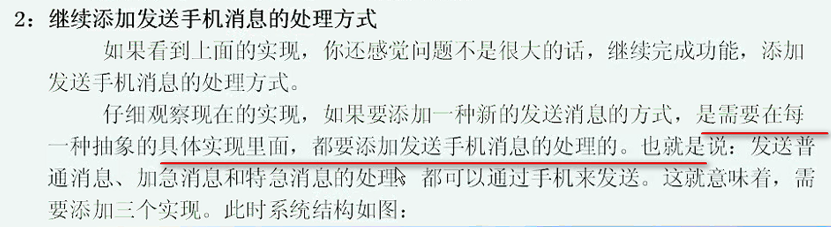 2：继续添加发送手机消息的处理方式
如果看到上面的实现，你还感觉问题不是很大的话，继续完成功能，添加
发送手机消息的处理方式。
仔细观察现在的实现，如果要添加一种新的发送消息的方式，是需要在每
一种抽象的具体实现里面，都要添加发送手机消息的处理的。也就是说：发送普
通消息、加急消息和特急消息的处理，都可以通过手机来发送。这就意味着，需
要添加三个实现。此时系统结构如图：